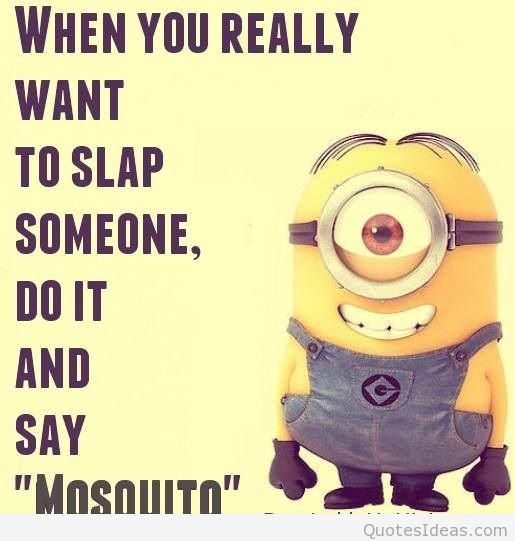 When you really
want
to slap
someone,
do it
and
say
"Mosquito"
QuotesIdeas.com